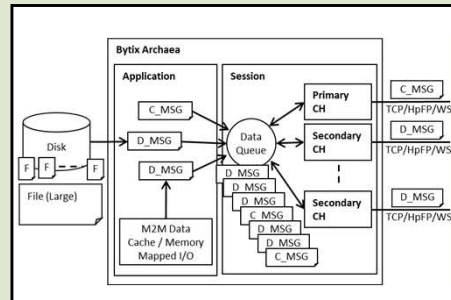 Bytix Archaea
Application
Session
C_MSG
D_MSG
D_MSG
Disk
F
F
F
File (Large)
M2M Data
Cache / Memory
Mapped I/O
Data
Queue
D_MSG
D_MSG
D_MSG
C_MSG
D_MSG
D_MSG
C_MSG
Primary
CH
Secondary
CH
Secondary
CH
C_MSG
TCP/HpFP/WS
D_MSG
TCP/HpFP/WS
D_MSG
TCP/HpFP/WS